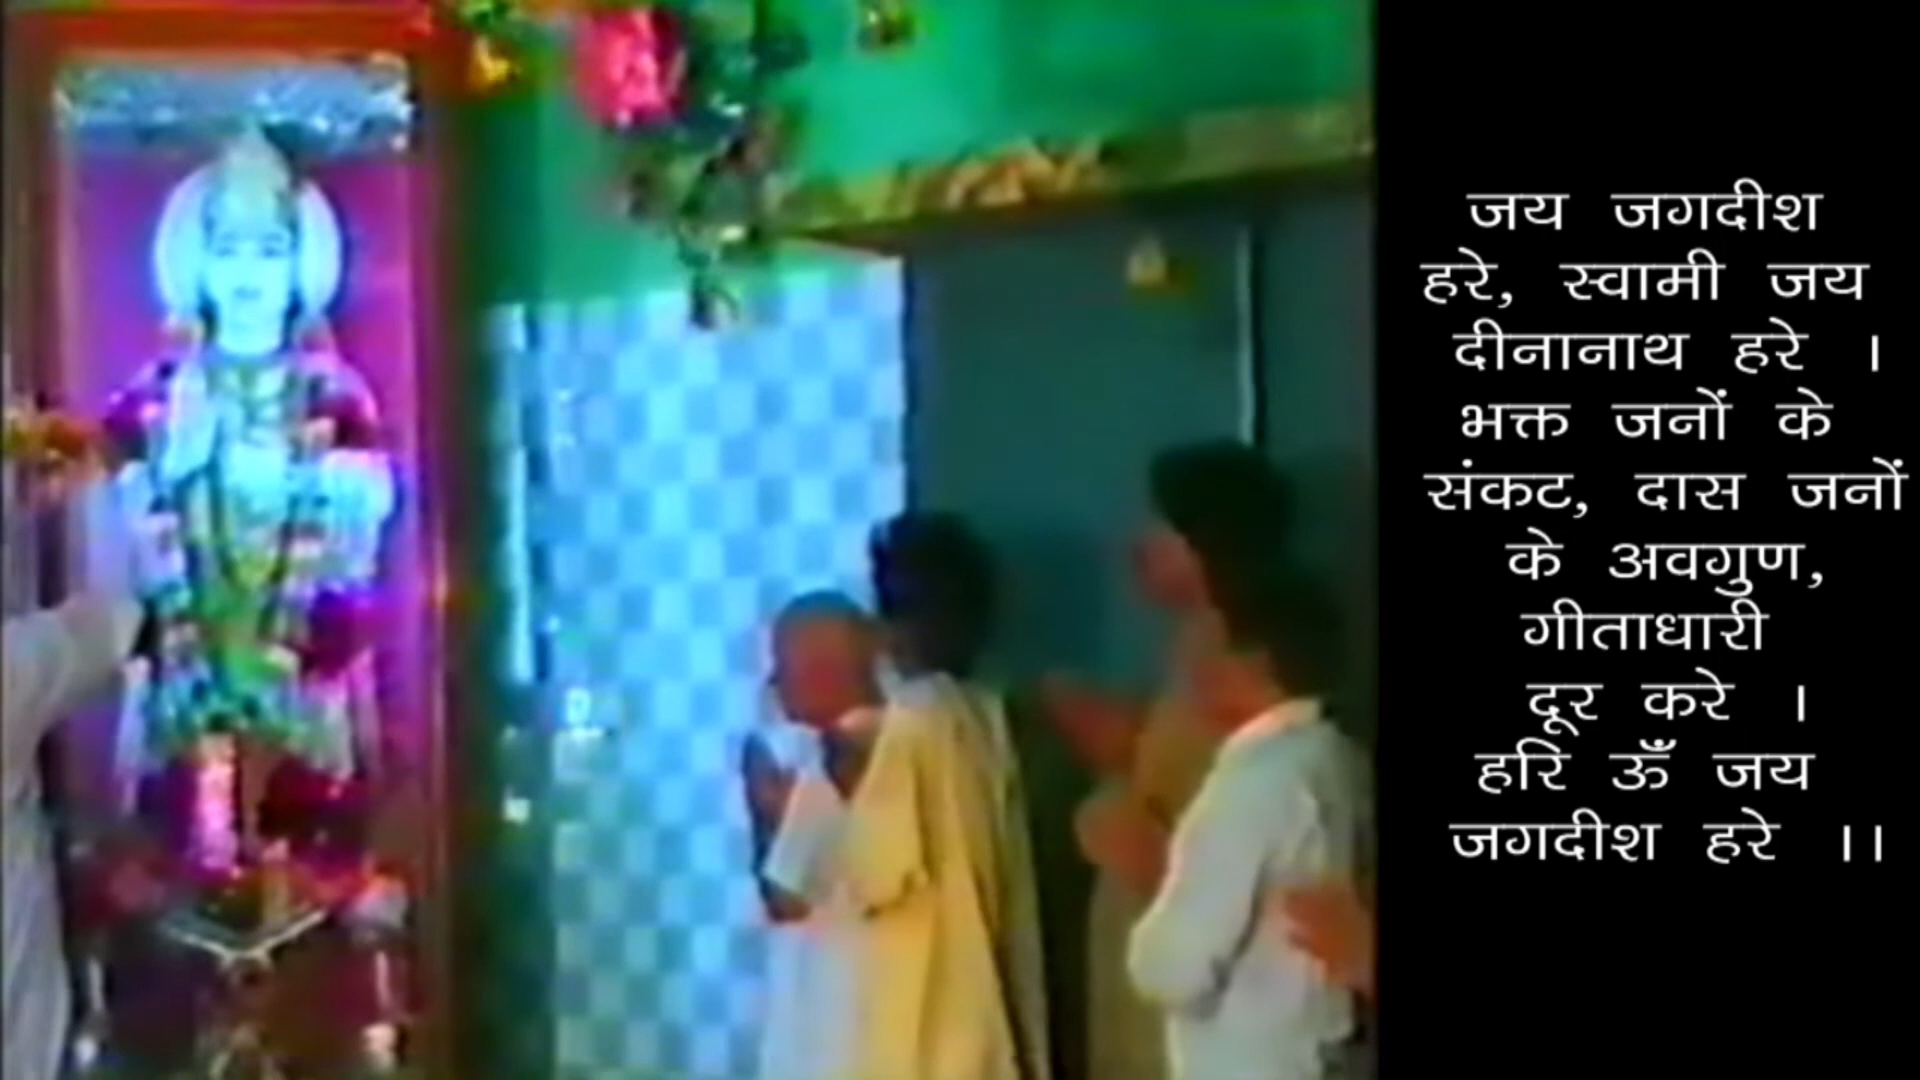 जय जगदीश
हरे, स्वामी जय
दीनानाथ हरे ।
भक्त जनों के
संकट, दास जनों
के अवगुण,
गीताधारी
दूर करे ।
हरि ऊँ जय
जगदीश हरे ।।